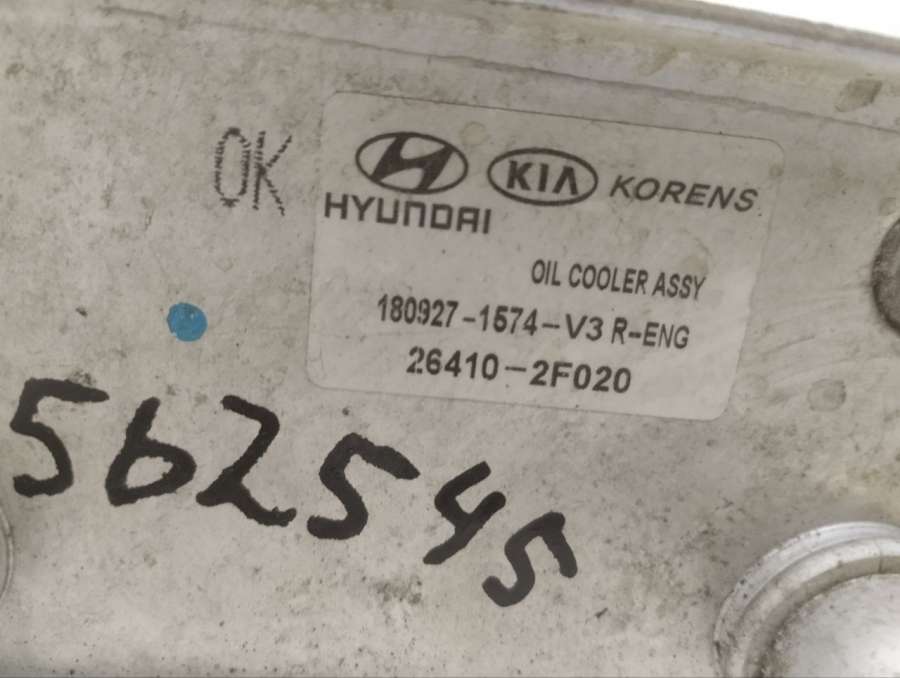 OK
HYUNDAI KIA KORENS
OIL COOLER ASSY
180927-1574-V3 R-ENG
26410-2F020
562545